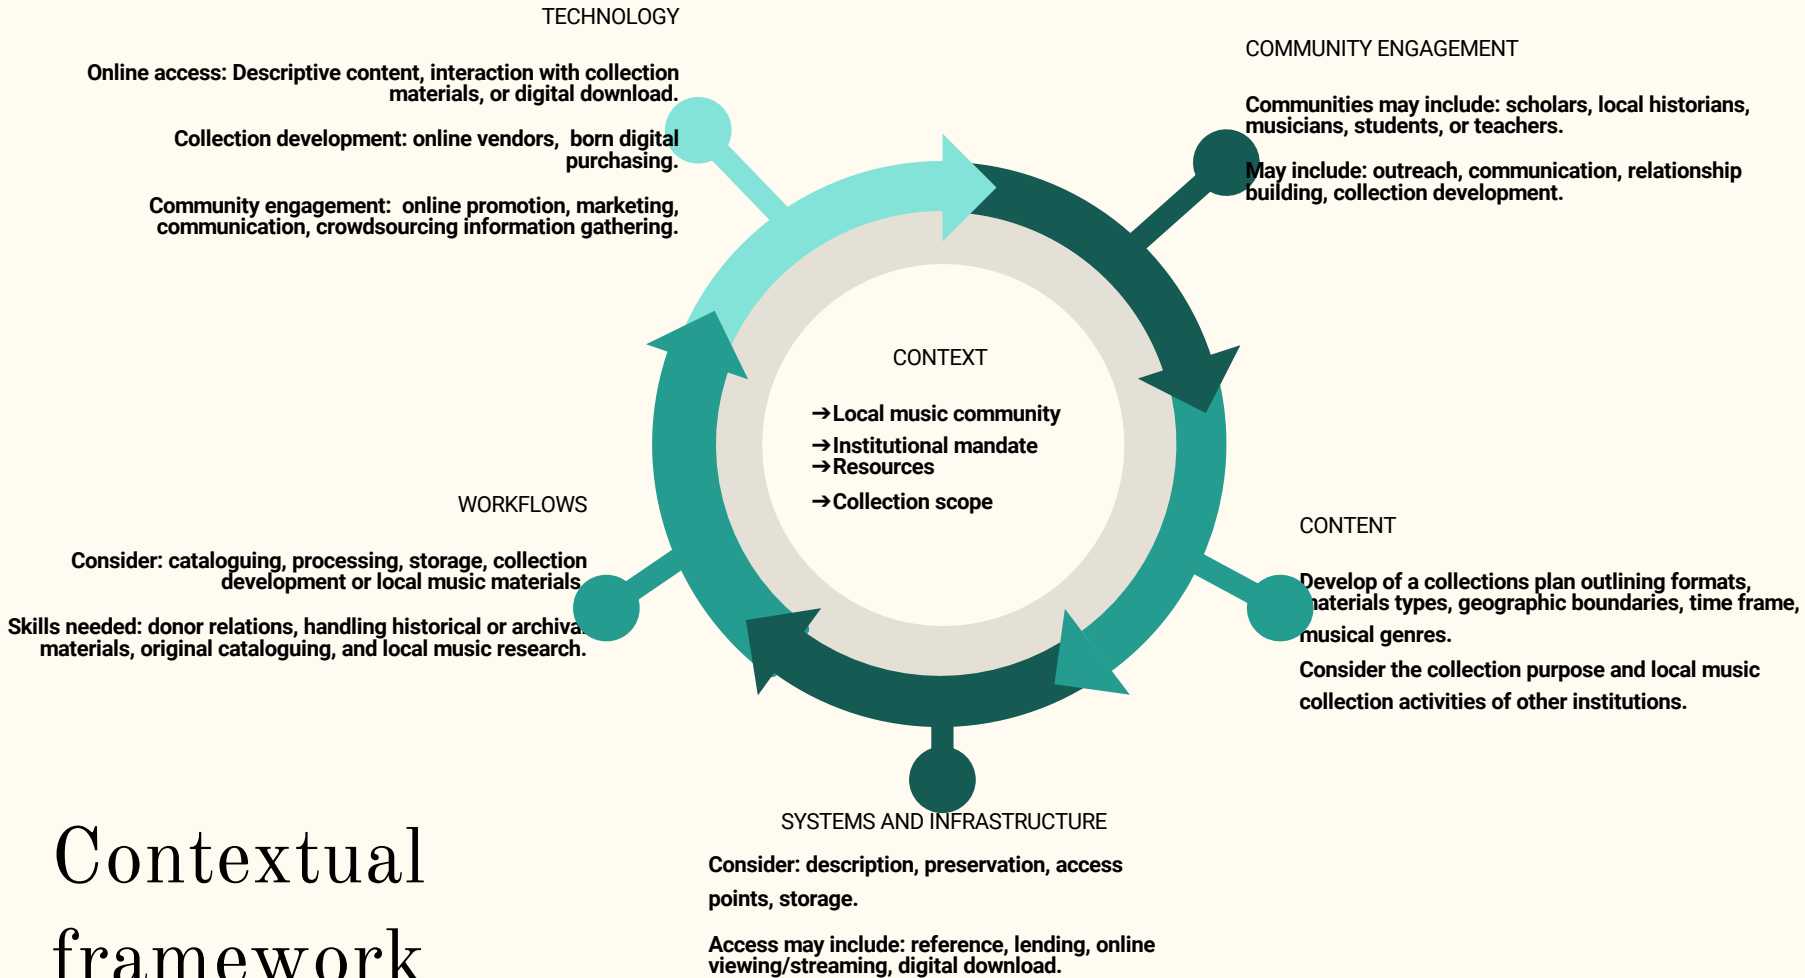 TECHNOLOGY
Online access: Descriptive content, interaction with collection
materials, or digital download.
Collection development: online vendors,  born digital
purchasing.
Community engagement:  online promotion, marketing,
communication, crowdsourcing information gathering.
COMMUNITY ENGAGEMENT
Communities may include: scholars, local historians,
musicians, students, or teachers.
May include: outreach, communication, relationship
building, collection development.
CONTEXT
➔Local music community
➔Institutional mandate
➔Resources
➔Collection scope
WORKFLOWS
Consider: cataloguing, processing, storage, collection
development or local music materials.
Skills needed: donor relations, handling historical or archival
materials, original cataloguing, and local music research.
CONTENT
Develop of a collections plan outlining formats,
materials types, geographic boundaries, time frame,
musical genres.
Consider the collection purpose and local music
collection activities of other institutions.
SYSTEMS AND INFRASTRUCTURE
Consider: description, preservation, access
points, storage.
Access may include: reference, lending, online
viewing/streaming, digital download.
Contextual
framework